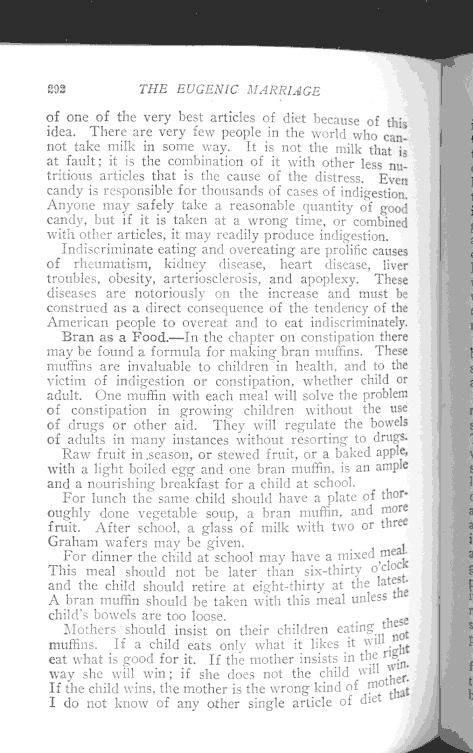 292 THE EUGENIC MARRIAGE
of one of the very best articles of diet because of this
idea. There are very few people in the world who can-
not take milk in some way. It is not the milk that is
at fault; it is the combination of it with other less nu-
tritious articles that is the cause of the distress. Even
candy is responsible for thousands of cases of indigestion.
Anyone may safely take a reasonable quantity of good
candy, but if it is taken at a wrong time, or combined
with other articles, it may readily produce indigestion.
Indiscriminate eating and overeating are prolific causes
of rheumatism, kidney disease, heart disease, liver
troubles, obesity, arteriosclerosis, and apoplexy. These
diseases are notoriously on the increase and must be
construed as a direct consequence of the tendency of the
American people to overeat and to eat indiscriminately.
Bran as a Food.—In the chapter on constipation there
may be found a formula for making bran muffins. These
muffins are invaluable to children in health, and to the
victim of indigestion or constipation, whether child or
adult. One muffin with each meal will solve the problem
of constipation in growing children without the use
of drugs or other aid. They will regulate the bowels
of adults in many instances without resorting to drugs.
Raw fruit in season, or stewed fruit, or a baked apple,
with a light boiled egg and one bran muffin, is an ample
and a nourishing breakfast for a child at school.
For lunch the same child should have a plate of thor-
oughly done vegetable soup, a bran muffin, and more
fruit. After school, a glass of milk with two or three
Graham wafers may be given.
For dinner the child at school may have a mixed meal.
This meal should not be later than six-thirty o'clock
and the child should retire at eight-thirty at the latest.
A bran muffin should be taken with this meal unless the
child's bowels are too loose.
Mothers should insist on their children eating these
muffins. If a child eats only what it likes it will not
eat what is good for it. If the mother insists in the right
way she will win; if she does not the child will win.
If the child wins, the mother is the wrong kind of mother.
I do not know of any other single article of diet that